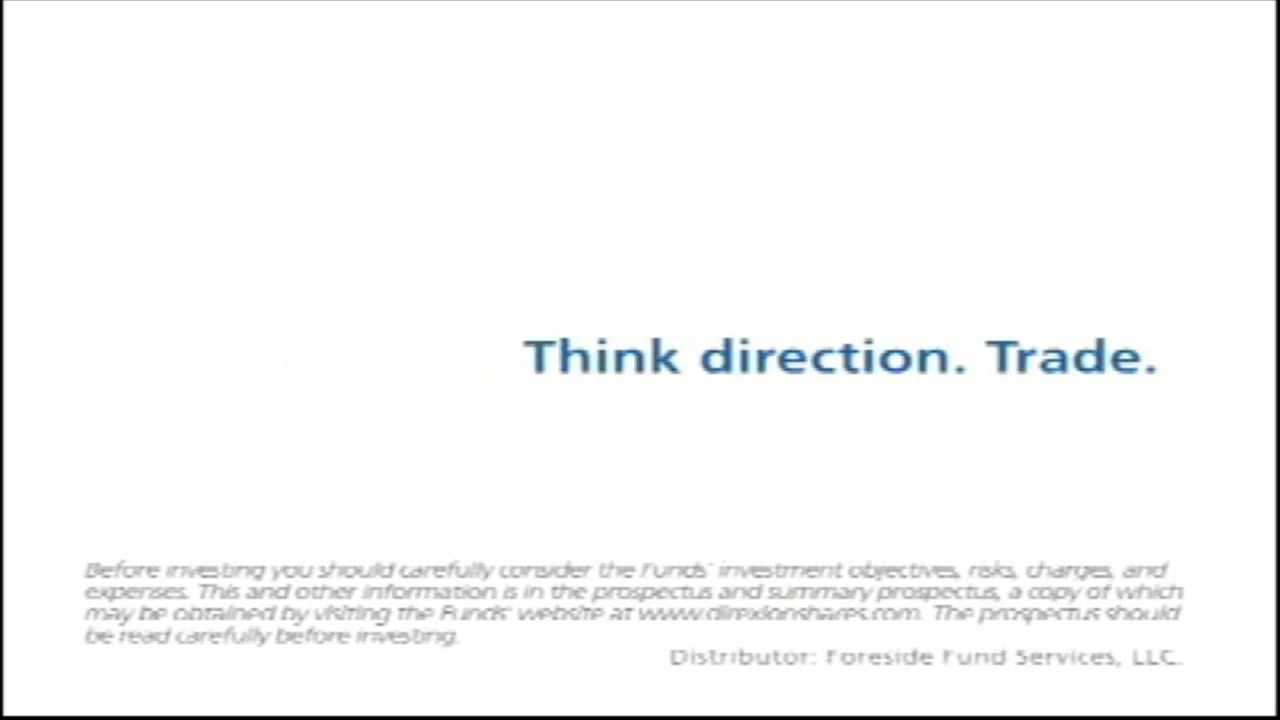 Think direction. Trade.
Before investing you should carefully consider the Funds' investment objectives, risks, charges, and
expenses. This and other information is in the prospectus and summary prospectus, a copy of which
may be obtained by visiting the Funds' website at www.direxionshares.com. The prospectus should
be read carefully before investing.
Distributor: Foreside Fund Services, LLC.